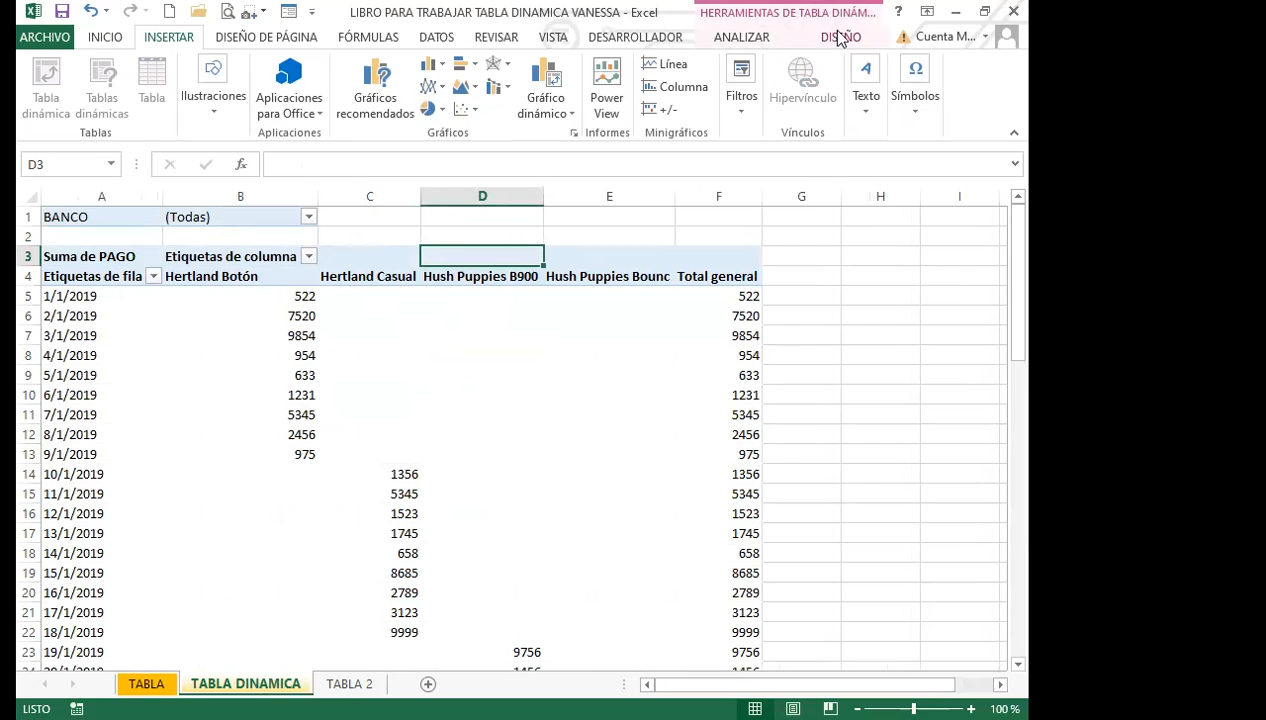 LIBRO PARA TRABAJAR TABLA DINAMICA VANESSA - Excel
HERRAMIENTAS DE TABLA DINÁM...
ARCHIVO INICIO INSERTAR DISEÑO DE PÁGINA FÓRMULAS DATOS REVISAR VISTA DESARROLLADOR ANALIZAR DISEÑO Cuenta M...
Tabla dinámica
Tablas dinámicas
Tabla
Ilustraciones
Aplicaciones para Office
Gráficos recomendados
Gráfico dinámico
Power View
Línea
Columna
+/-
Filtros
Hipervínculo
Texto
Símbolos
Tablas Aplicaciones Gráficos Informes Minigráficos Vínculos
D3 fx
A B C D E F G H I
1 BANCO (Todas)
2
3 Suma de PAGO Etiquetas de columna
4 Etiquetas de fila Hertland Botón Hertland Casual Hush Puppies B900 Hush Puppies Bounc Total general
5 1/1/2019 522 522
6 2/1/2019 7520 7520
7 3/1/2019 9854 9854
8 4/1/2019 954 954
9 5/1/2019 633 633
10 6/1/2019 1231 1231
11 7/1/2019 5345 5345
12 8/1/2019 2456 2456
13 9/1/2019 975 975
14 10/1/2019 1356 1356
15 11/1/2019 5345 5345
16 12/1/2019 1523 1523
17 13/1/2019 1745 1745
18 14/1/2019 658 658
19 15/1/2019 8685 8685
20 16/1/2019 2789 2789
21 17/1/2019 3123 3123
22 18/1/2019 9999 9999
23 19/1/2019 9756 9756
TABLA TABLA DINAMICA TABLA 2
LISTO 100 %